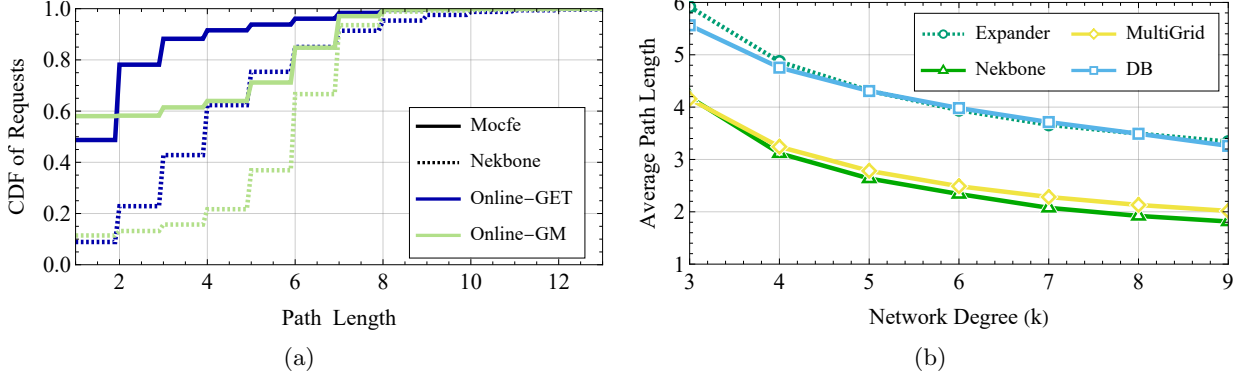 1.0
0.8
0.6
0.4
0.2
0.0
CDF of Requests
Mocfe
Nekbone
Online-GET
Online-GM
2 4 6 8 10 12
Path Length
(a)
6
5
4
3
2
1
Average Path Length
Expander MultiGrid
Nekbone DB
3 4 5 6 7 8 9
Network Degree (k)
(b)